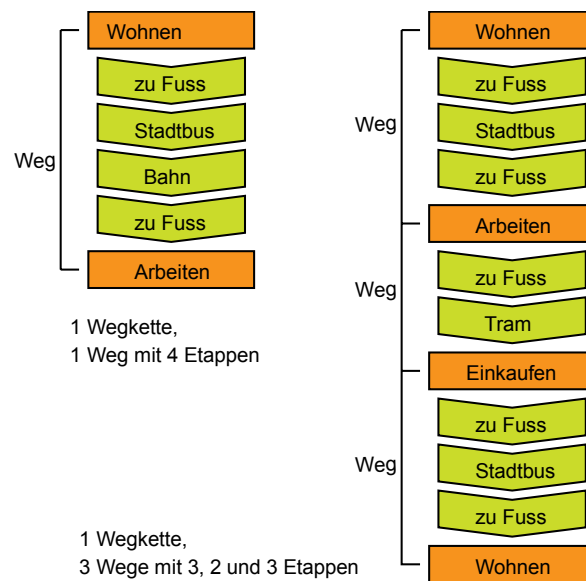 Wohnen
zu Fuss
Stadtbus
Weg
Bahn
zu Fuss
Arbeiten
1 Wegkette,
1 Weg mit 4 Etappen
Wohnen
zu Fuss
Weg
Stadtbus
zu Fuss
Arbeiten
zu Fuss
Weg
Tram
Einkaufen
zu Fuss
Weg
Stadtbus
zu Fuss
Wohnen
1 Wegkette,
3 Wege mit 3, 2 und 3 Etappen